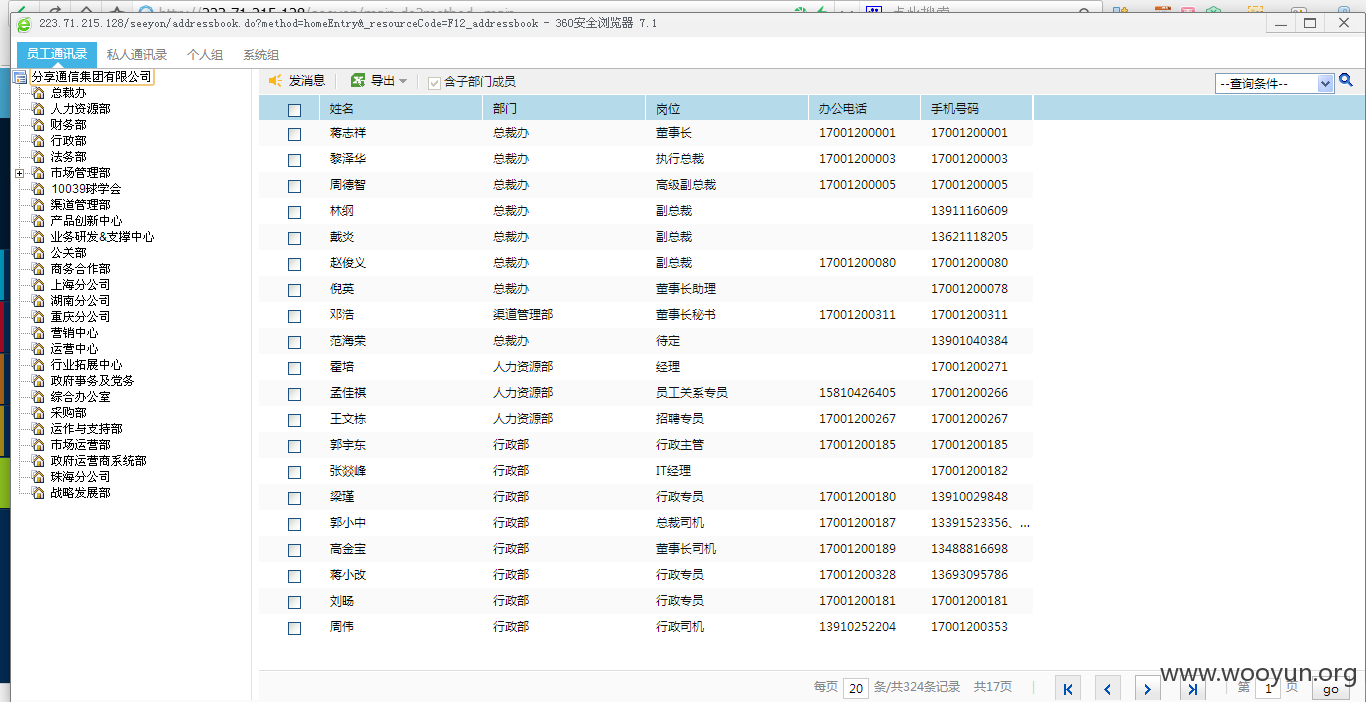 223.71.215.128/seeyon/addressbook.do?method=homeEntry&_resourceCode=F12_addressbook - 360安全浏览器 7.1
员工通讯录 私人通讯录 个人组 系统组
分享通信集团有限公司
总裁办
人力资源部
财务部
行政部
法务部
市场管理部
10039球学会
渠道管理部
产品创新中心
业务研发&支撑中心
公关部
商务合作部
上海分公司
湖南分公司
重庆分公司
营销中心
运营中心
行业拓展中心
政府事务及党务
综合办公室
采购部
运作与支持部
市场运营部
政府运营商系统部
珠海分公司
战略发展部
发消息 导出 含子部门成员 --查询条件--
姓名 部门 岗位 办公电话 手机号码
蒋志祥 总裁办 董事长 17001200001 17001200001
黎泽华 总裁办 执行总裁 17001200003 17001200003
周德智 总裁办 高级副总裁 17001200005 17001200005
林纲 总裁办 副总裁 13911160609
戴炎 总裁办 副总裁 13621118205
赵俊义 总裁办 副总裁 17001200080 17001200080
倪英 总裁办 董事长助理 17001200078
邓浩 渠道管理部 董事长秘书 17001200311 17001200311
范海荣 总裁办 待定 13901040384
霍培 人力资源部 经理 17001200271
孟佳祺 人力资源部 员工关系专员 15810426405 17001200266
王文栋 人力资源部 招聘专员 17001200267 17001200267
郭宇东 行政部 行政主管 17001200185 17001200185
张燚峰 行政部 IT经理 17001200182
梁瑾 行政部 行政专员 17001200180 13910029848
郭小中 行政部 总裁司机 17001200187 13391523356、...
高金宝 行政部 董事长司机 17001200189 13488816698
蒋小改 行政部 行政专员 17001200328 13693095786
刘旸 行政部 行政专员 17001200181 17001200181
周伟 行政部 行政司机 13910252204 17001200353
每页 20 条/共324条记录 共17页 第 1 页 go
www.wooyun.org